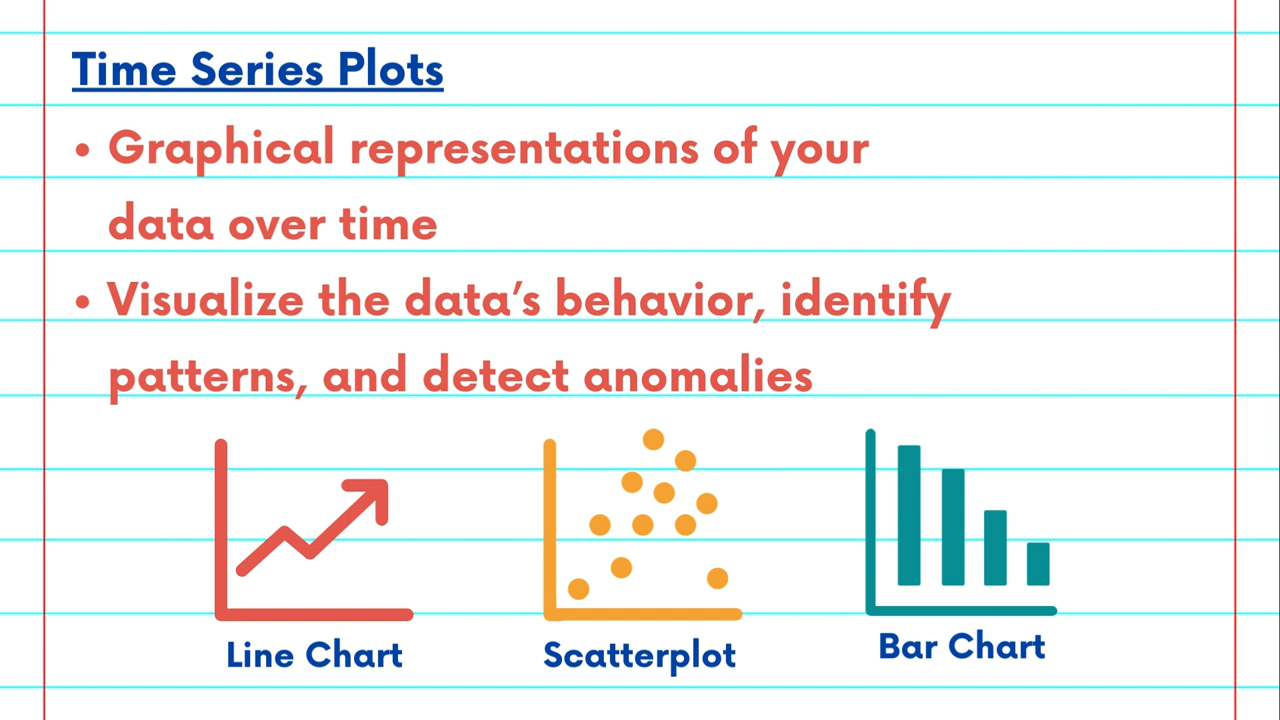 Time Series Plots
• Graphical representations of your
data over time
• Visualize the data’s behavior, identify
patterns, and detect anomalies
Line Chart
Scatterplot
Bar Chart